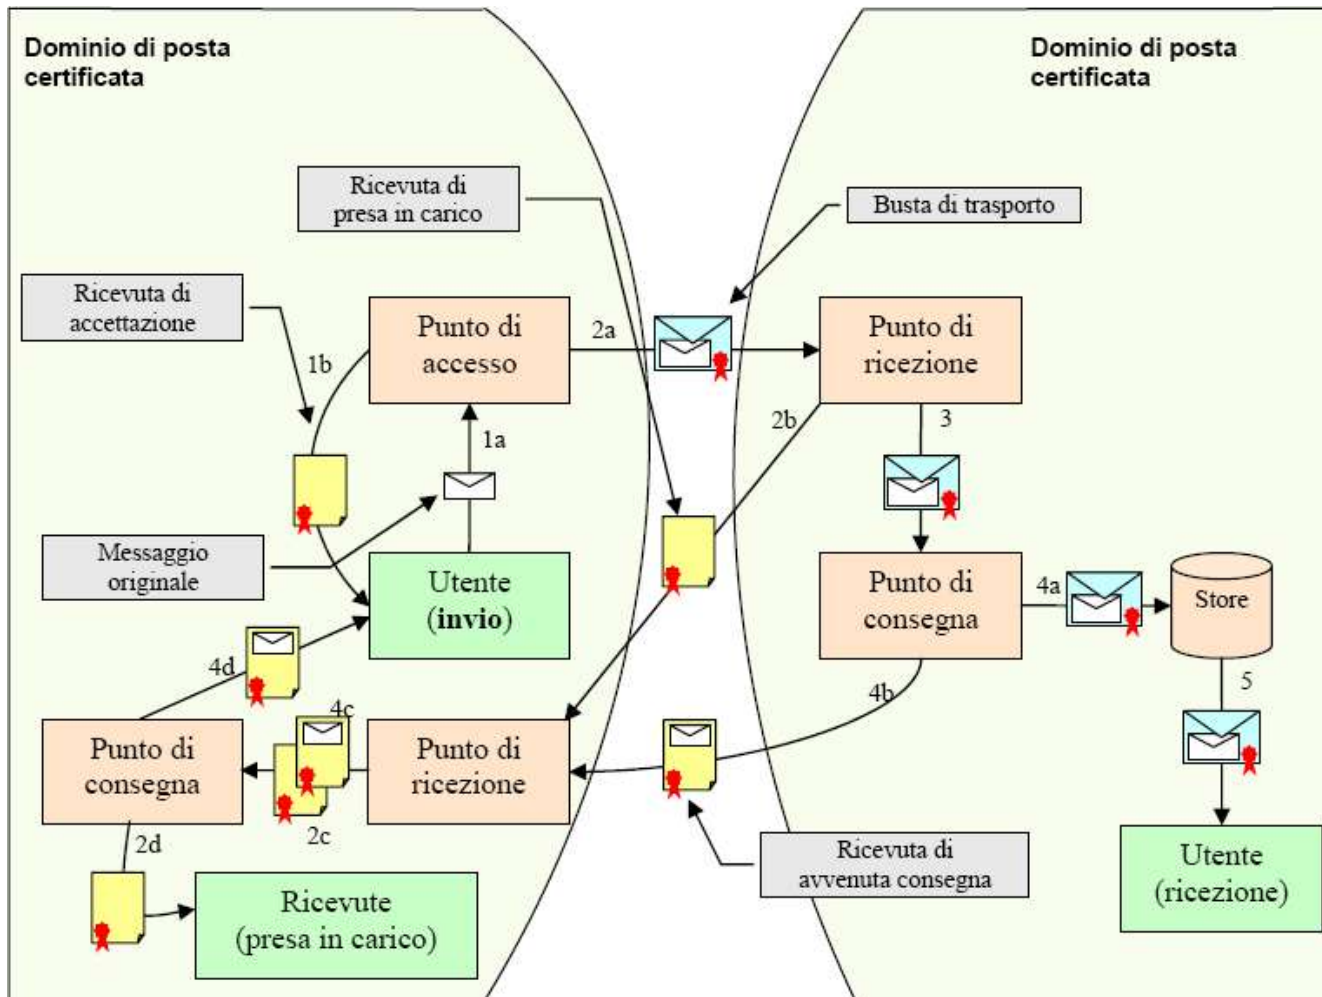 Dominio di posta
certificata
Dominio di posta
certificata
Ricevuta di
presa in carico
Busta di trasporto
Ricevuta di
accettazione
Punto di
accesso
2a
Punto di
ricezione
1b
1a
2b
3
Messaggio
originale
Utente
(invio)
Punto di
consegna
4a
Store
4d
4b
5
4c
Punto di
consegna
Punto di
ricezione
2c
2d
Ricevuta di
avvenuta consegna
Utente
(ricezione)
Ricevute
(presa in carico)